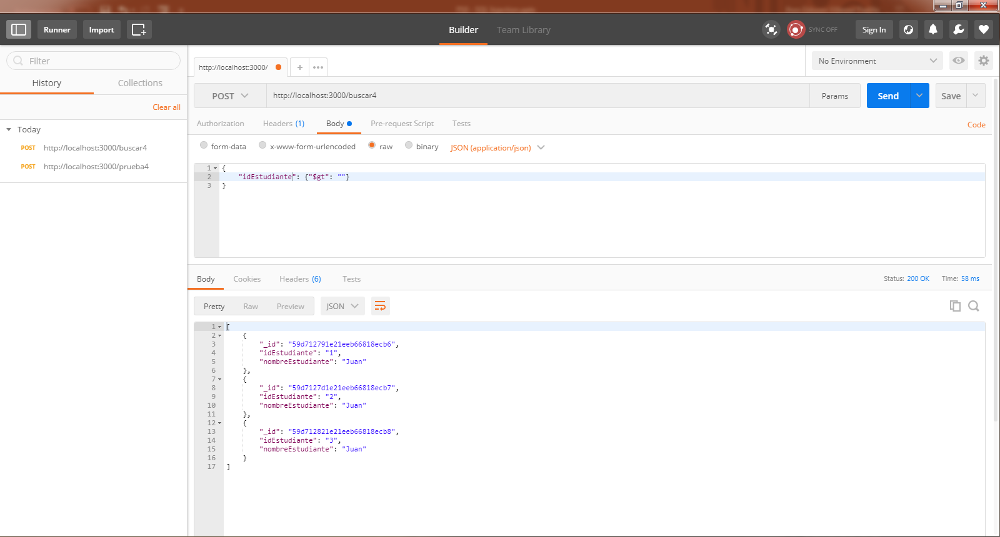 Runner
Import
Builder
Team Library
SYNC OFF
Sign In
Filter
History
Collections
Clear all
Today
POST http://localhost:3000/buscar4
POST http://localhost:3000/prueba4
http://localhost:3000/
+
•••
No Environment
POST
http://localhost:3000/buscar4
Params
Send
Save
Authorization
Headers (1)
Body
Pre-request Script
Tests
Code
form-data
x-www-form-urlencoded
raw
binary
JSON (application/json)
1 {
2 "idEstudiante": {"$gt": ""}
3 }
Body
Cookies
Headers (6)
Tests
Status: 200 OK
Time: 58 ms
Pretty
Raw
Preview
JSON
1 [
2 {
3 "_id": "59d712791e21eeb66818ecb6",
4 "idEstudiante": "1",
5 "nombreEstudiante": "Juan"
6 },
7 {
8 "_id": "59d7127d1e21eeb66818ecb7",
9 "idEstudiante": "2",
10 "nombreEstudiante": "Juan"
11 },
12 {
13 "_id": "59d712821e21eeb66818ecb8",
14 "idEstudiante": "3",
15 "nombreEstudiante": "Juan"
16 }
17 ]